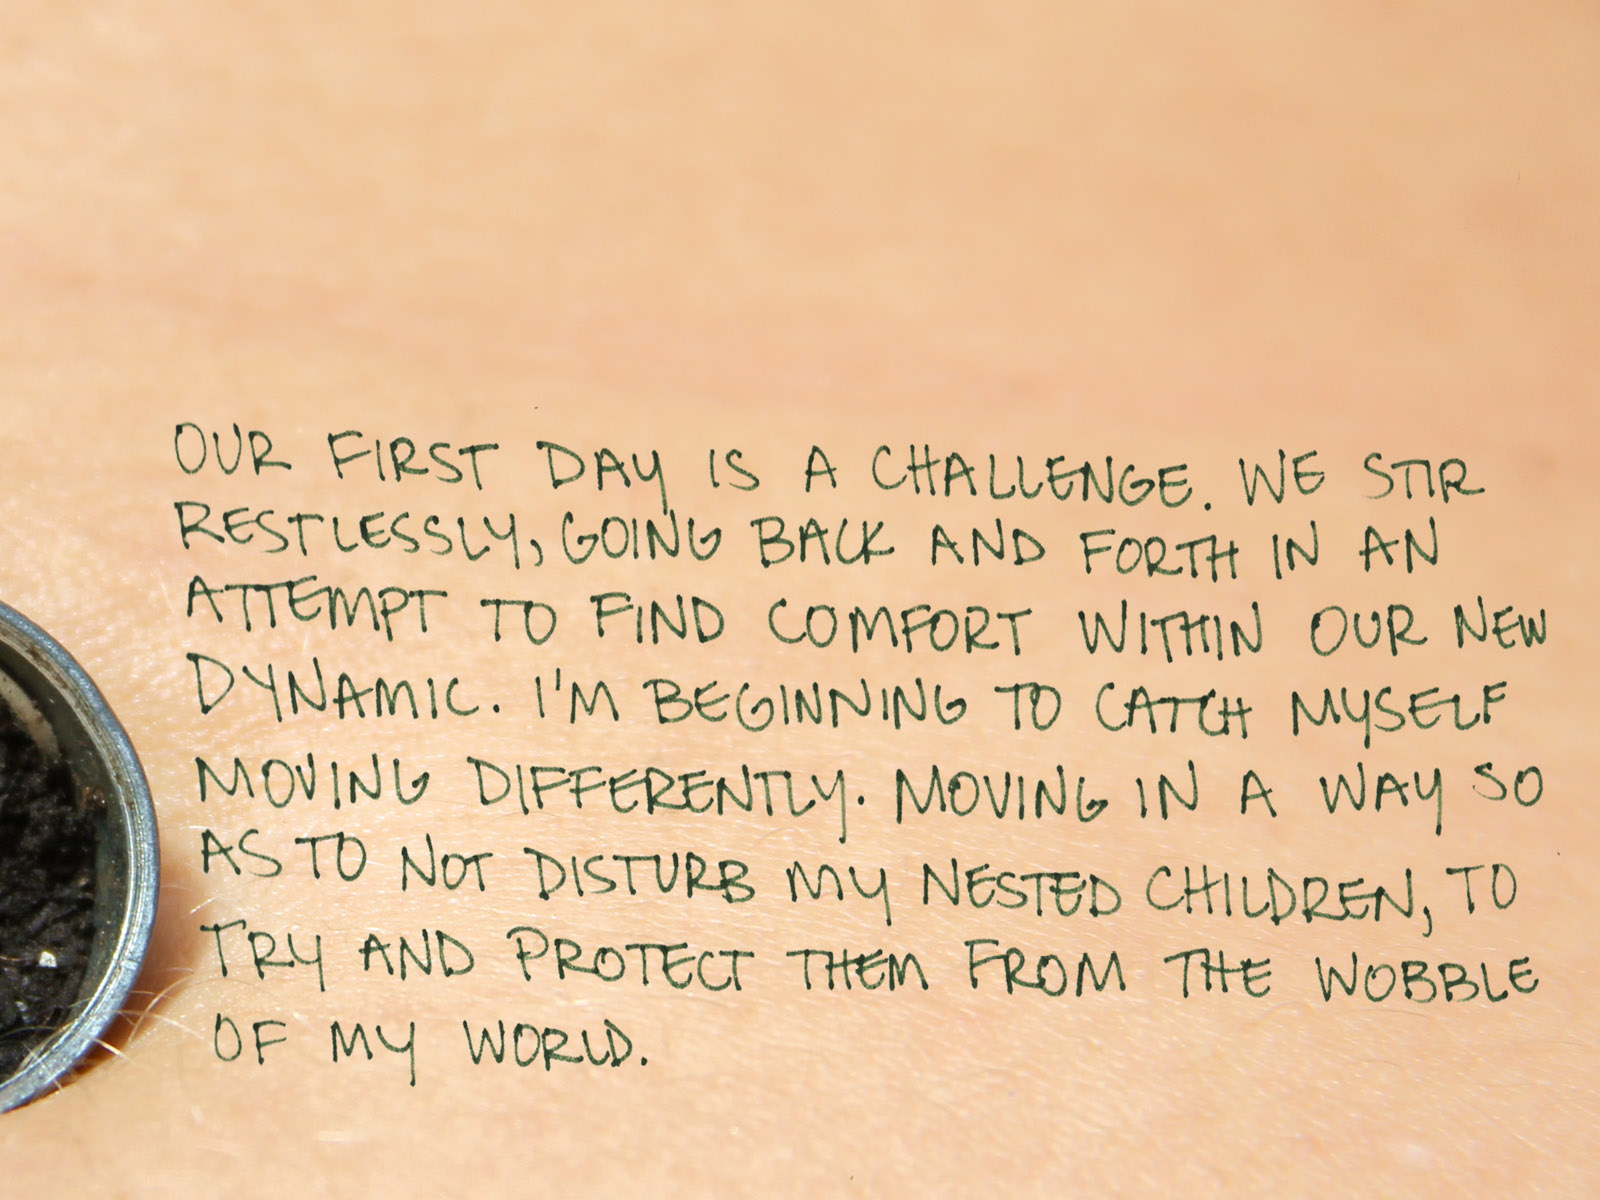 OUR FIRST DAY IS A CHALLENGE. WE STIR
RESTLESSLY, GOING BACK AND FORTH IN AN
ATTEMPT TO FIND COMFORT WITHIN OUR NEW
DYNAMIC. I'M BEGINNING TO CATCH MYSELF
MOVING DIFFERENTLY. MOVING IN A WAY SO
AS TO NOT DISTURB MY NESTED CHILDREN, TO
TRY AND PROTECT THEM FROM THE WOBBLE
OF MY WORLD.